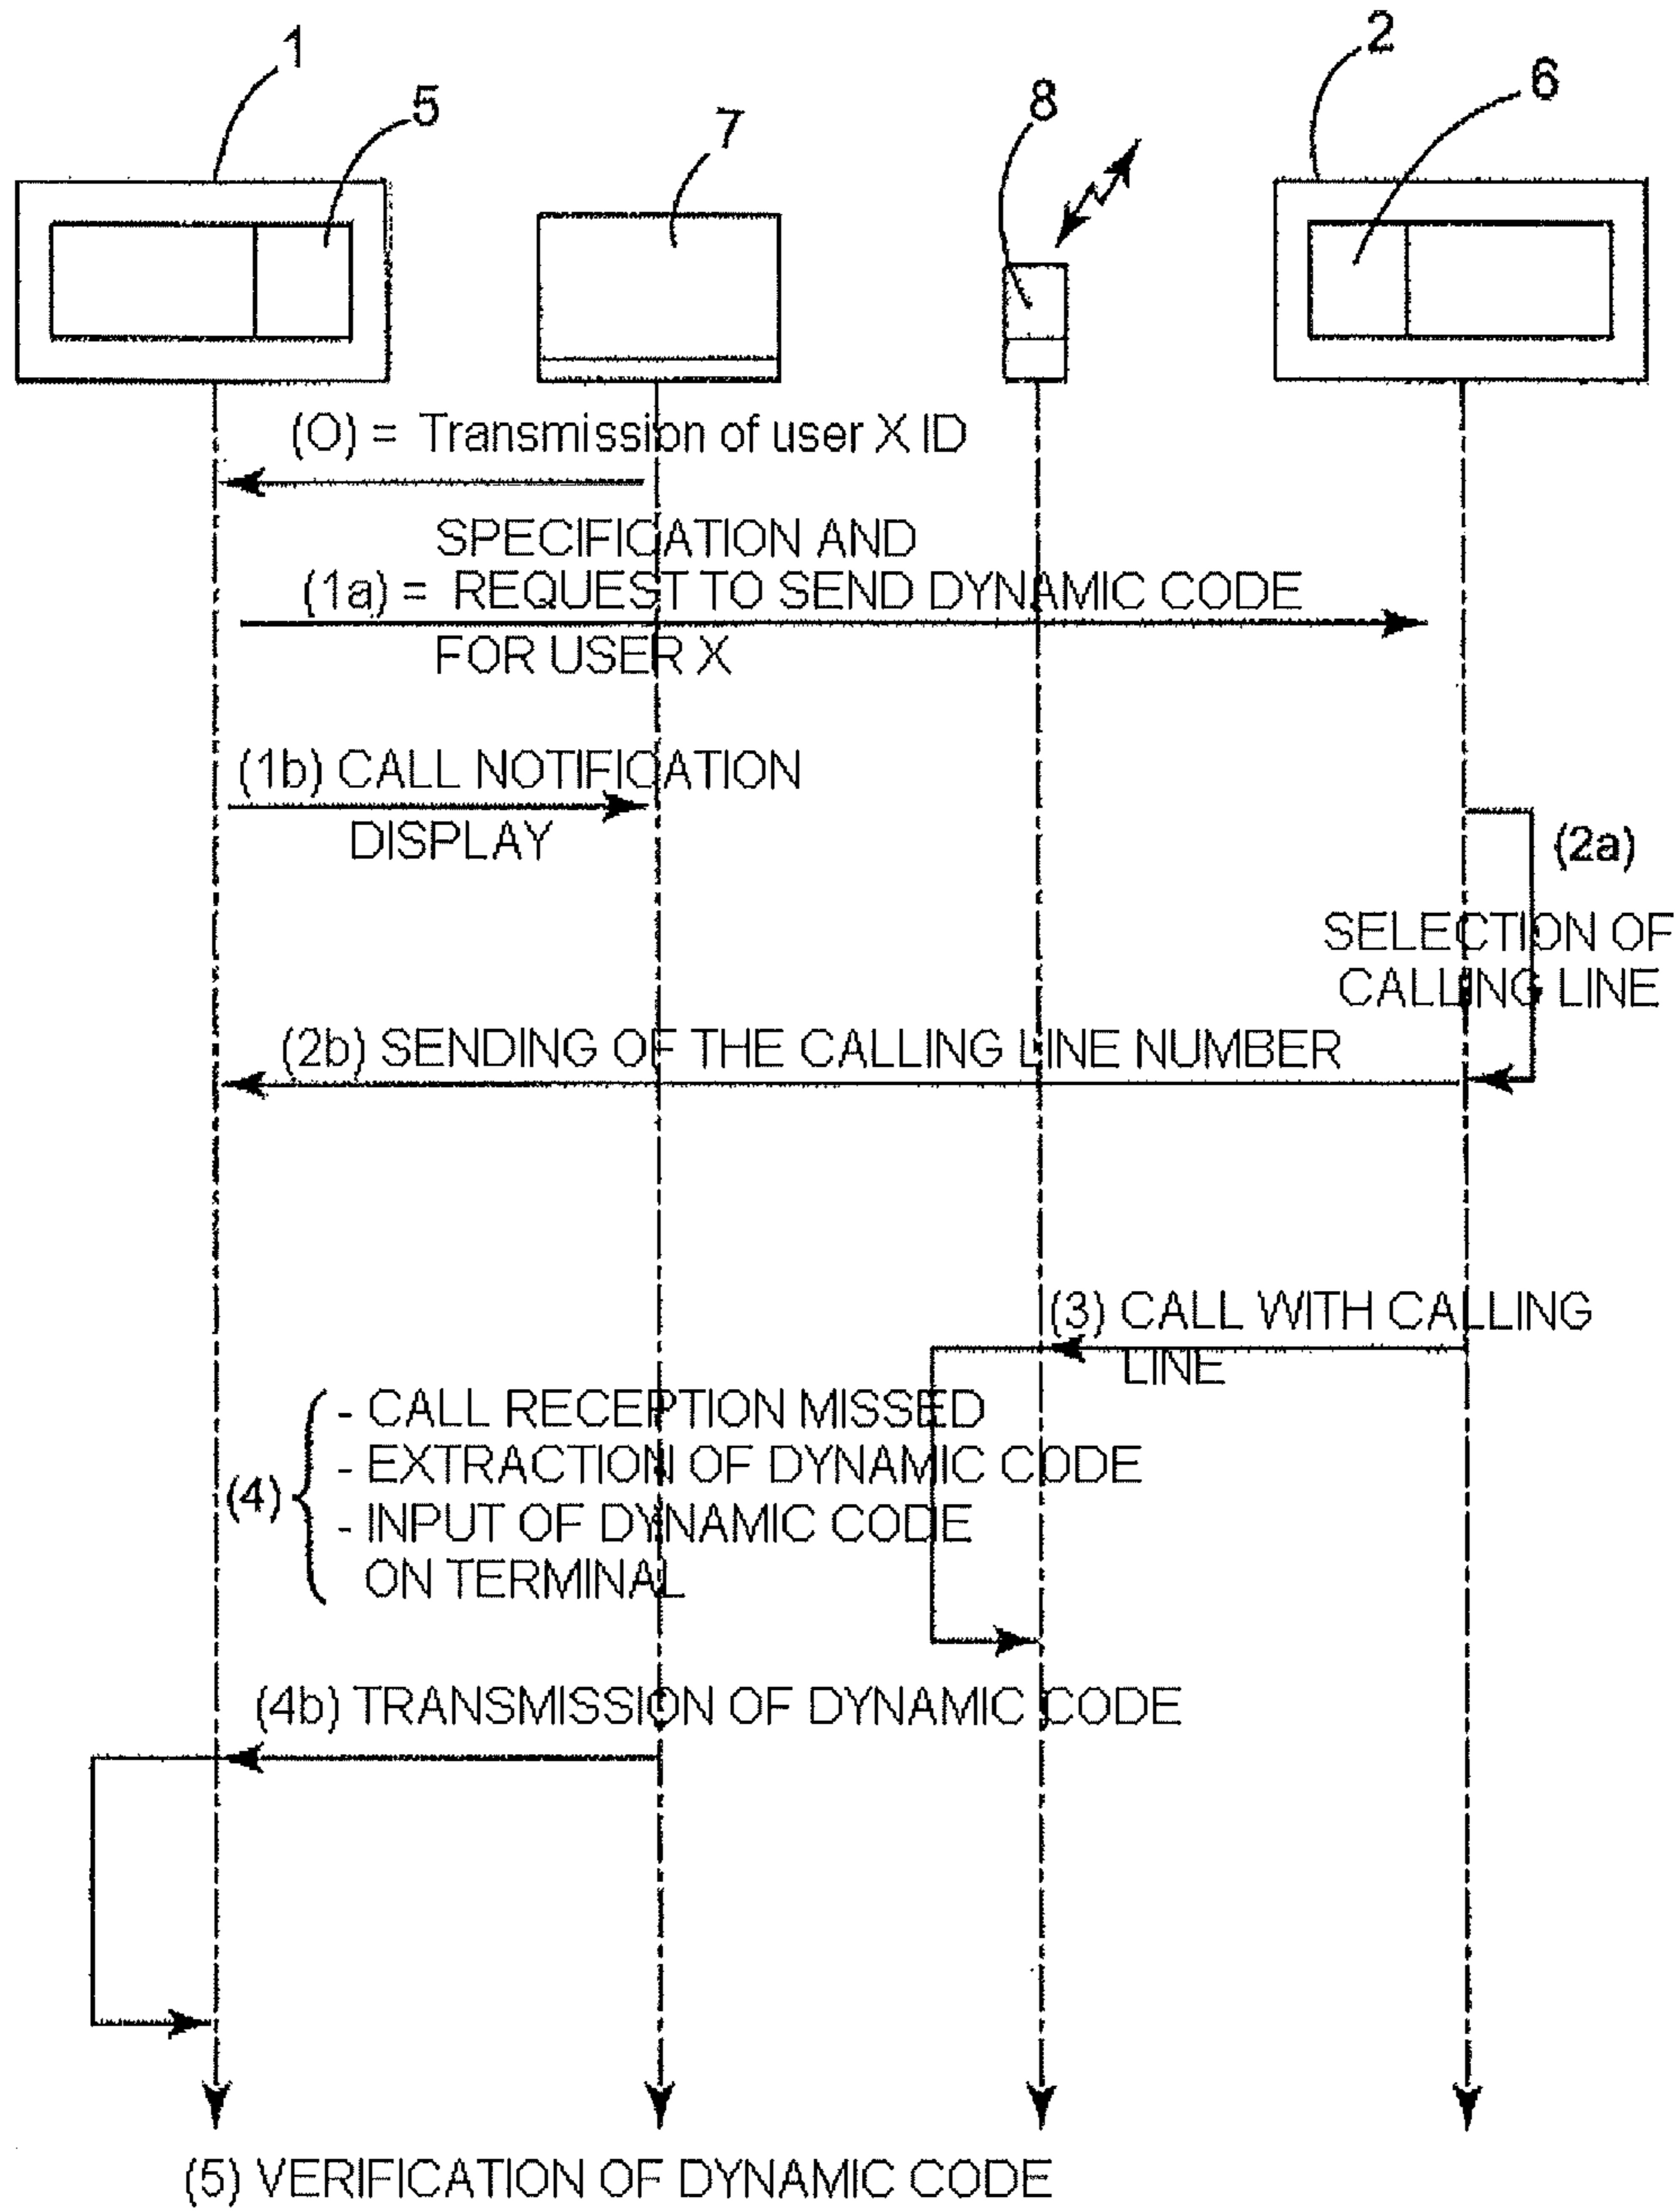 1
5
7
8
2
6
(O) = Transmission of user X ID
SPECIFICATION AND
(1a) = REQUEST TO SEND DYNAMIC CODE
FOR USER X
(1b) CALL NOTIFICATION
DISPLAY
(2a)
SELECTION OF
CALLING LINE
(2b) SENDING OF THE CALLING LINE NUMBER
(3) CALL WITH CALLING
LINE
(4)
- CALL RECEPTION MISSED
- EXTRACTION OF DYNAMIC CODE
- INPUT OF DYNAMIC CODE
ON TERMINAL
(4b) TRANSMISSION OF DYNAMIC CODE
(5) VERIFICATION OF DYNAMIC CODE